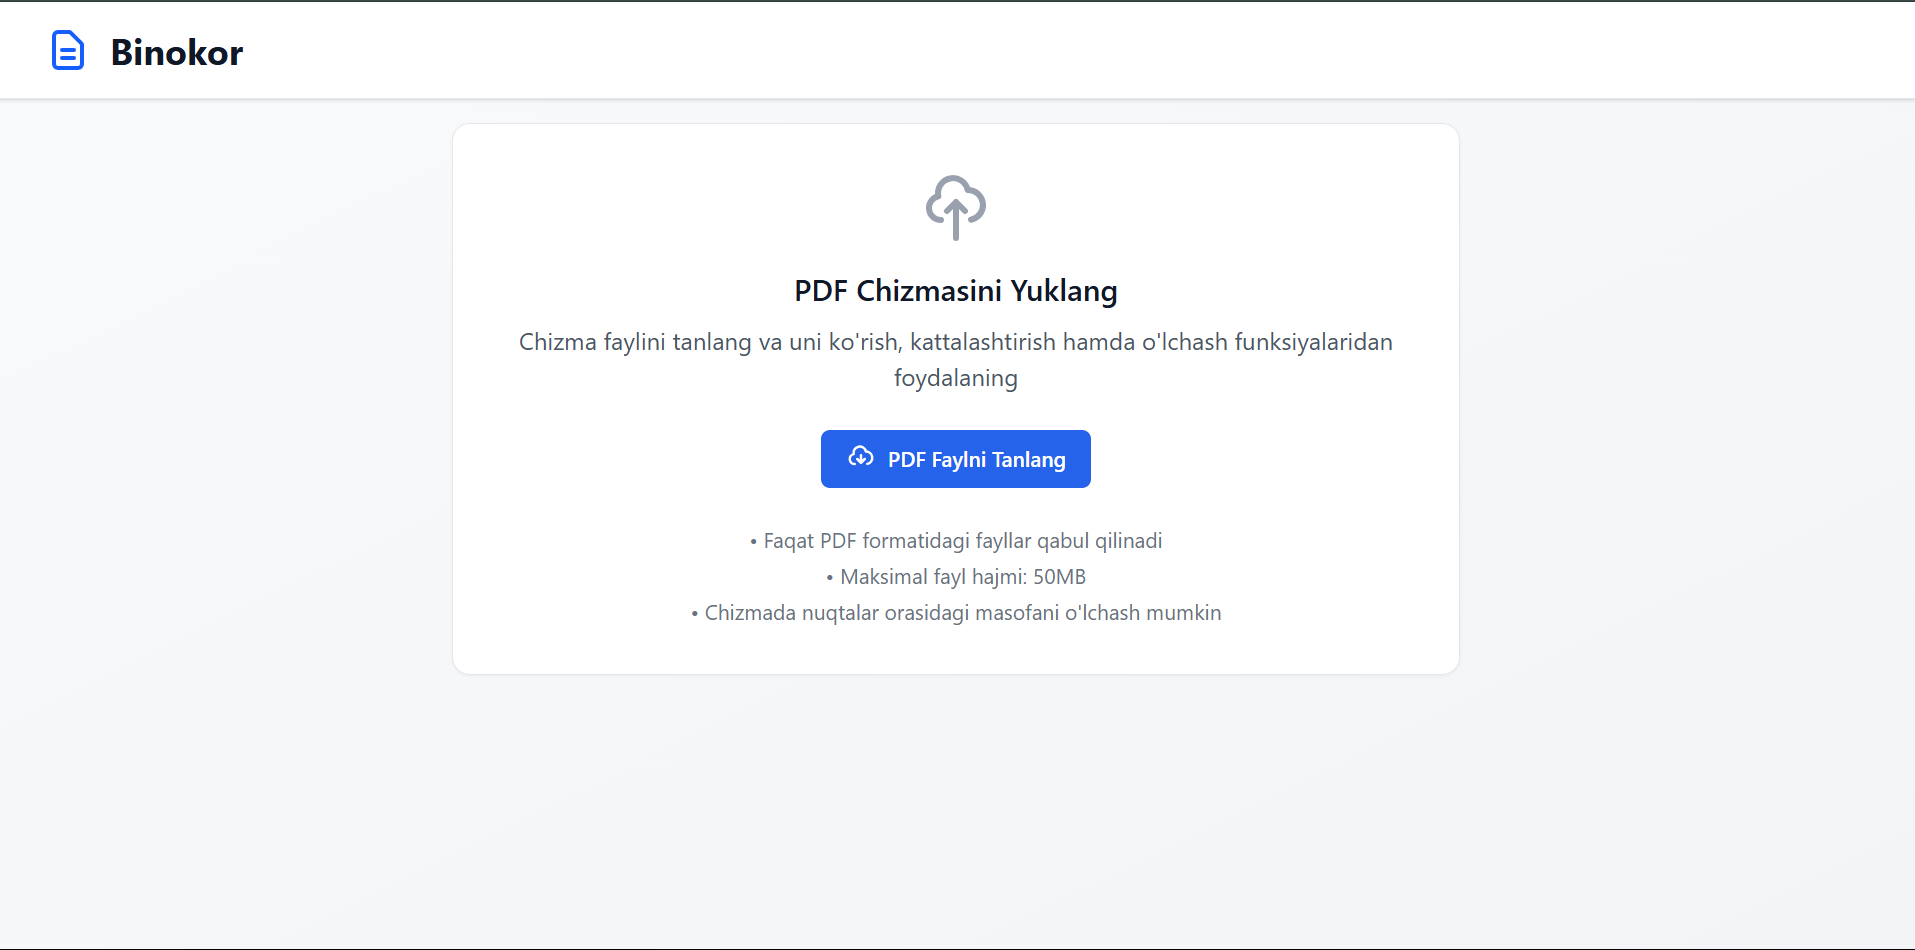 Binokor
PDF Chizmasini Yuklang
Chizma faylini tanlang va uni ko'rish, kattalashtirish hamda o'lchash funksiyalaridan
foydalaning
PDF Faylni Tanlang
• Faqat PDF formatidagi fayllar qabul qilinadi
• Maksimal fayl hajmi: 50MB
• Chizmada nuqtalar orasidagi masofani o'lchash mumkin